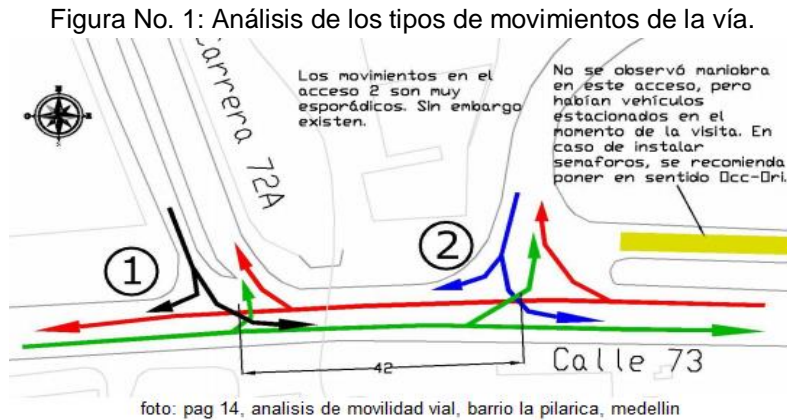 Figura No. 1: Análisis de los tipos de movimientos de la vía.
Carrera 72A
Los movimientos en el
acceso 2 son muy
esporádicos. Sin embargo
existen.
No se observó maniobra
en este acceso, pero
habían vehículos
estacionados en el
momento de la visita. En
caso de instalar
semaforos, se recomienda
poner en sentido Occ-Ori.
1
2
42
Calle 73
foto: pag 14, analisis de movilidad vial, barrio la pilarica, medellin